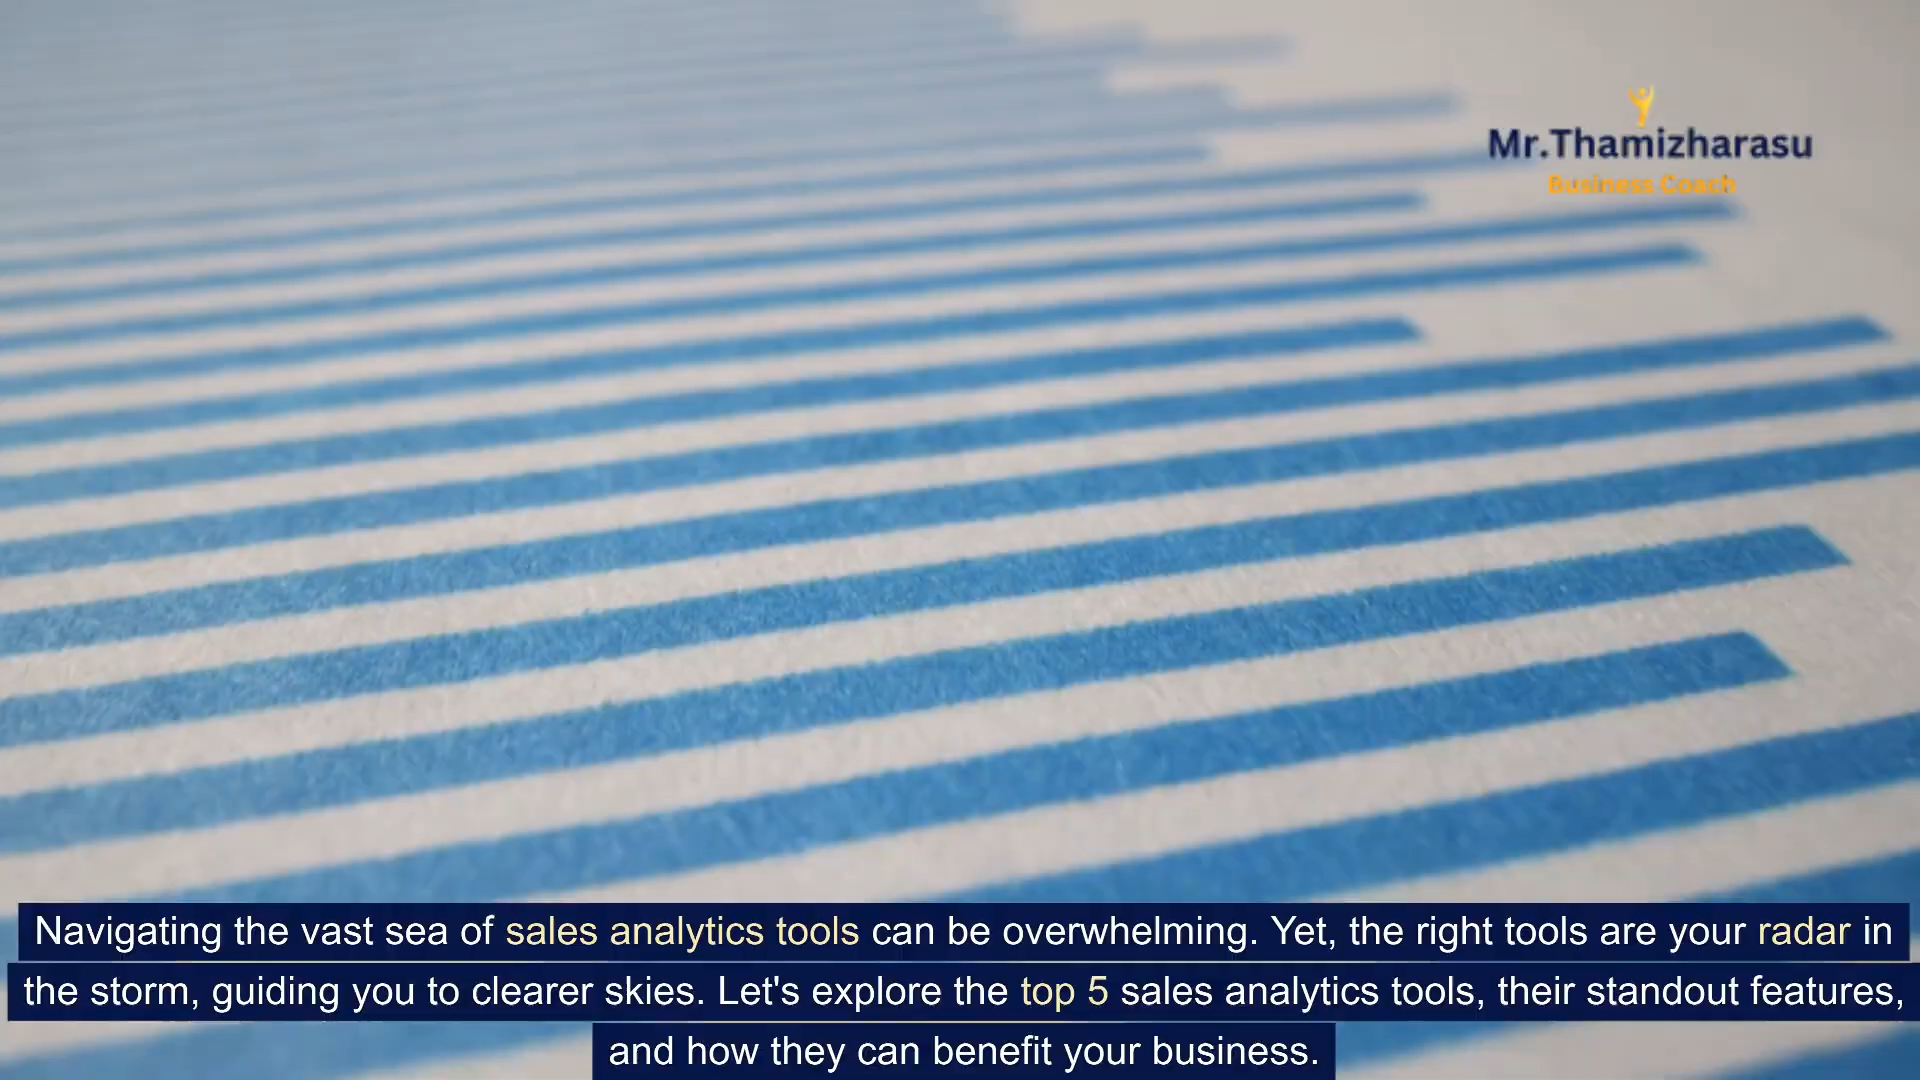 Mr.Thamizharasu
Business Coach
Navigating the vast sea of sales analytics tools can be overwhelming. Yet, the right tools are your radar in
the storm, guiding you to clearer skies. Let's explore the top 5 sales analytics tools, their standout features,
and how they can benefit your business.